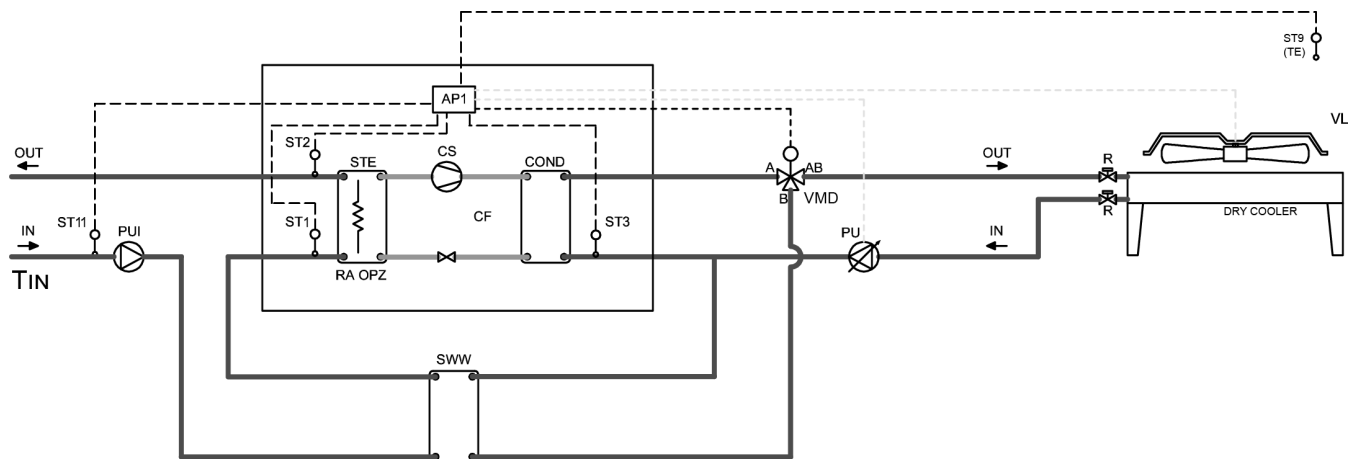 ST9
(TE)
AP1
VL
ST2
STE
CS
COND
OUT
OUT
R
A
AB
B
VMD
DRY COOLER
R
ST11
IN
PUI
ST1
CF
ST3
PU
IN
TIN
RA OPZ
SWW